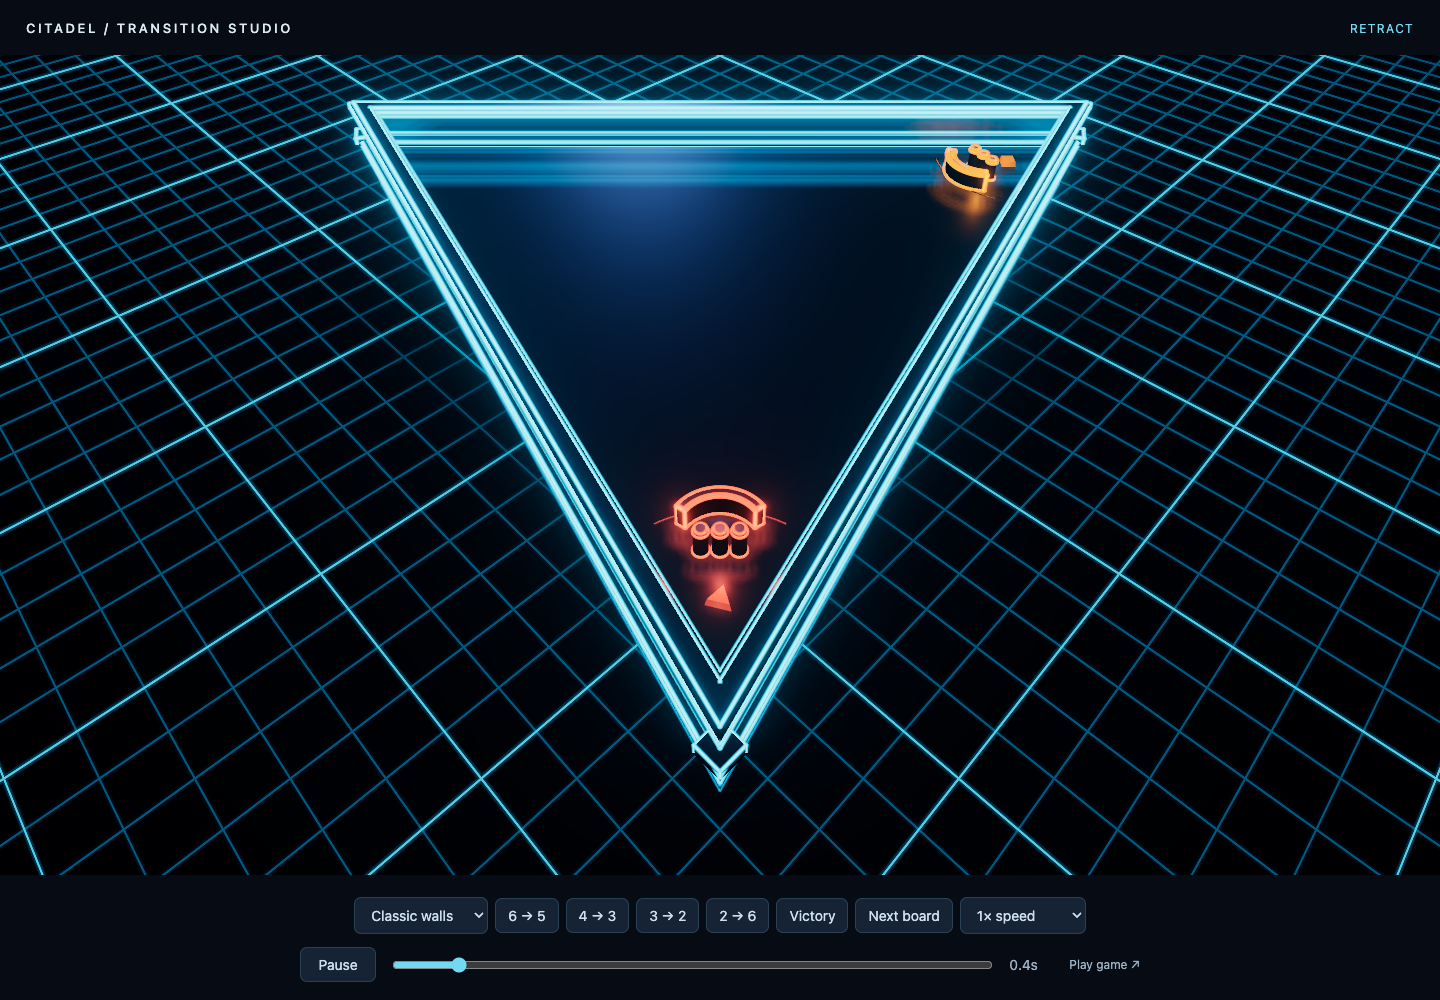 CITADEL / TRANSITION STUDIO
RETRACT
Classic walls
6 → 5
4 → 3
3 → 2
2 → 6
Victory
Next board
1× speed
Pause
0.4s
Play game ↗